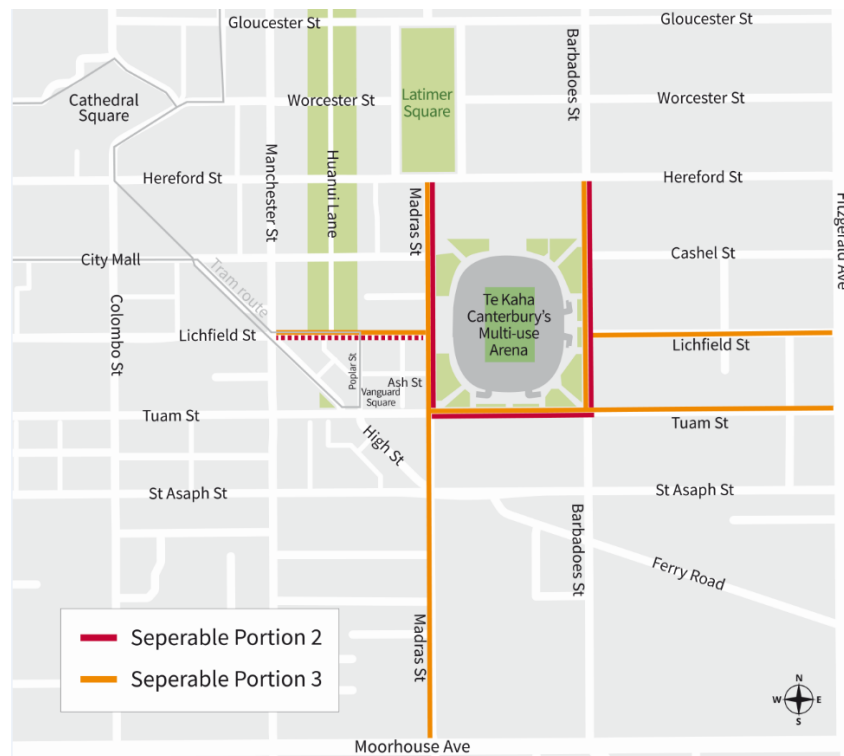 Gloucester St
Gloucester St
Barbadoes St
Cathedral
Square
Worcester St
Latimer
Square
Worcester St
Hereford St
Manchester St
Huanui Lane
Madras St
Hereford St
Fitzgerald Ave
City Mall
Tram route
Cashel St
Colombo St
Te Kaha
Canterbury's
Multi-use
Arena
Lichfield St
Lichfield St
Poplar St
Ash St
Vanguard
Square
Tuam St
Tuam St
High St
St Asaph St
St Asaph St
Barbadoes St
Ferry Road
Madras St
Seperable Portion 2
Seperable Portion 3
N
W
E
S
Moorhouse Ave